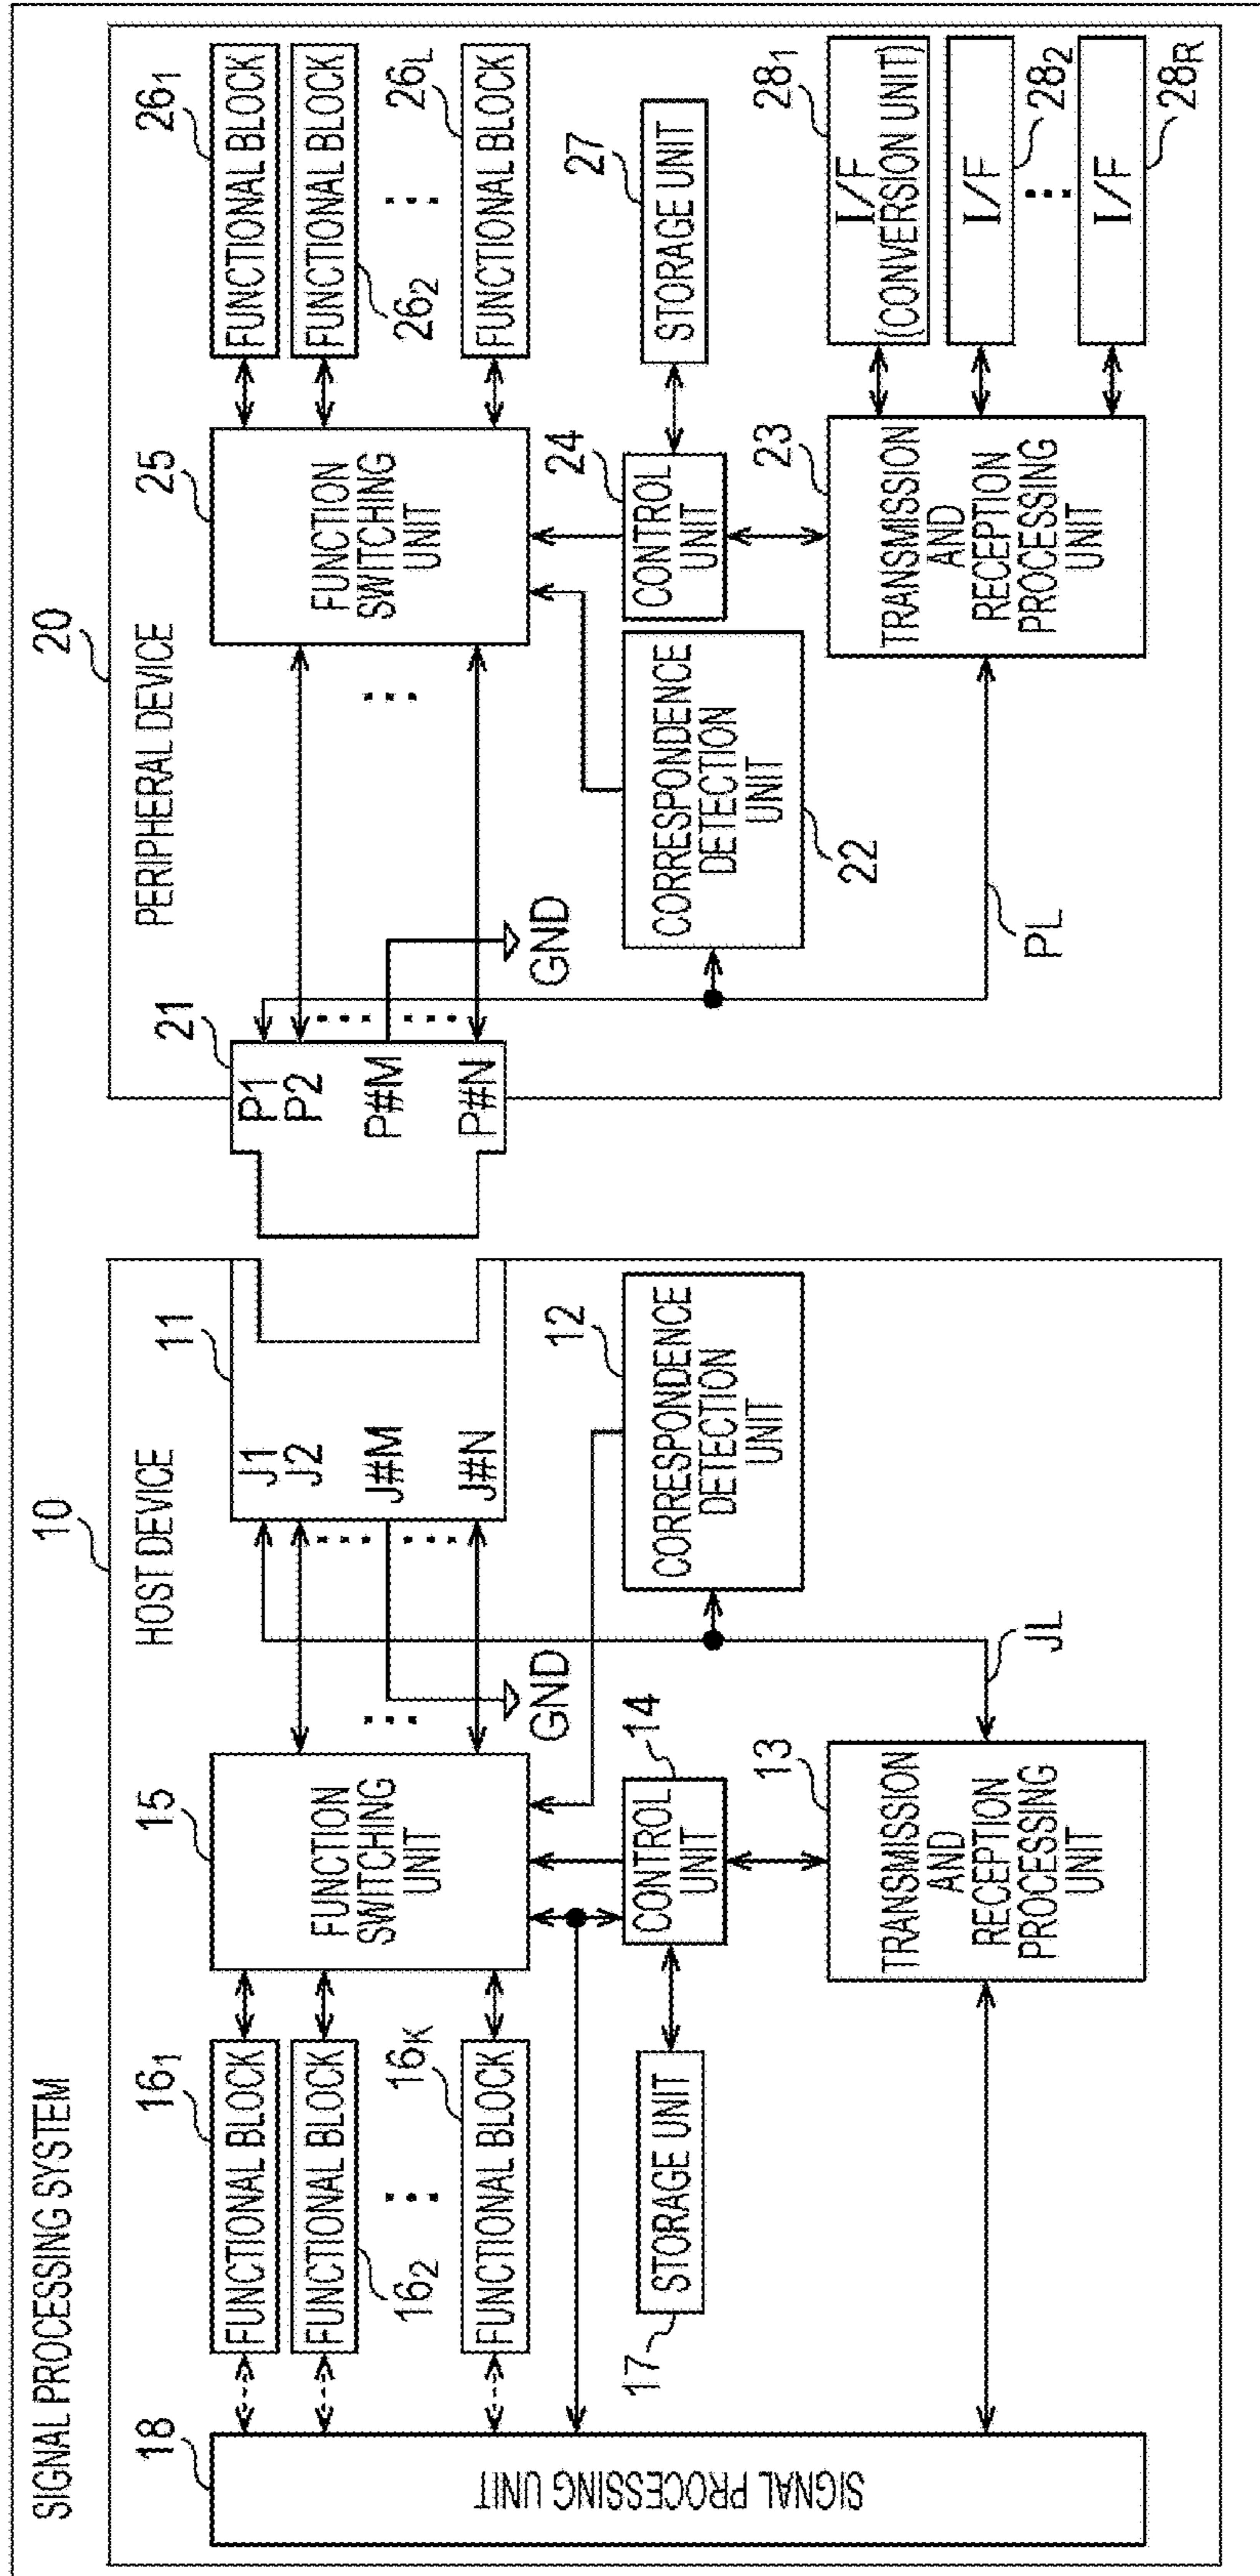 SIGNAL PROCESSING SYSTEM
10
HOST DEVICE
18
SIGNAL PROCESSING UNIT
16₁
FUNCTIONAL BLOCK
FUNCTIONAL BLOCK
16₂
16K
FUNCTIONAL BLOCK
15
FUNCTION
SWITCHING
UNIT
11
J1
J2
J#M
J#N
GND
17
STORAGE UNIT
14
CONTROL
UNIT
12
CORRESPONDENCE
DETECTION
UNIT
13
TRANSMISSION
AND
RECEPTION
PROCESSING
UNIT
JL
20
PERIPHERAL DEVICE
21
P1
P2
P#M
P#N
GND
25
FUNCTION
SWITCHING
UNIT
26₁
FUNCTIONAL BLOCK
FUNCTIONAL BLOCK
26₂
26L
FUNCTIONAL BLOCK
24
CONTROL
UNIT
27
STORAGE UNIT
CORRESPONDENCE
DETECTION
UNIT
22
PL
23
TRANSMISSION
AND
RECEPTION
PROCESSING
UNIT
28₁
I/F
(CONVERSION UNIT)
I/F
28₂
I/F
28R